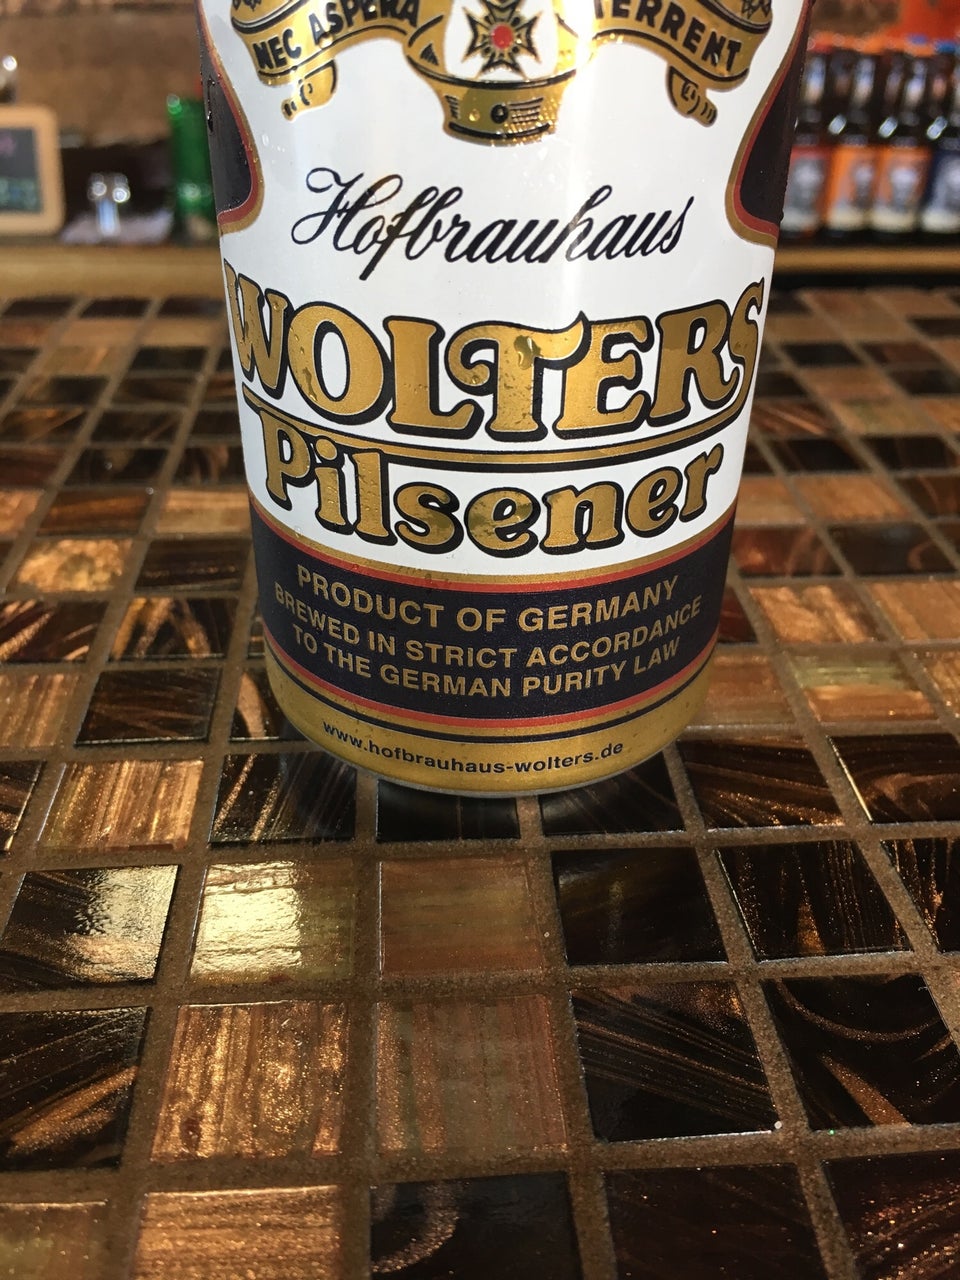 NEC ASPERA TERRENT
Hofbrauhaus
WOLTERS
Pilsener
PRODUCT OF GERMANY
BREWED IN STRICT ACCORDANCE
TO THE GERMAN PURITY LAW
www.hofbrauhaus-wolters.de